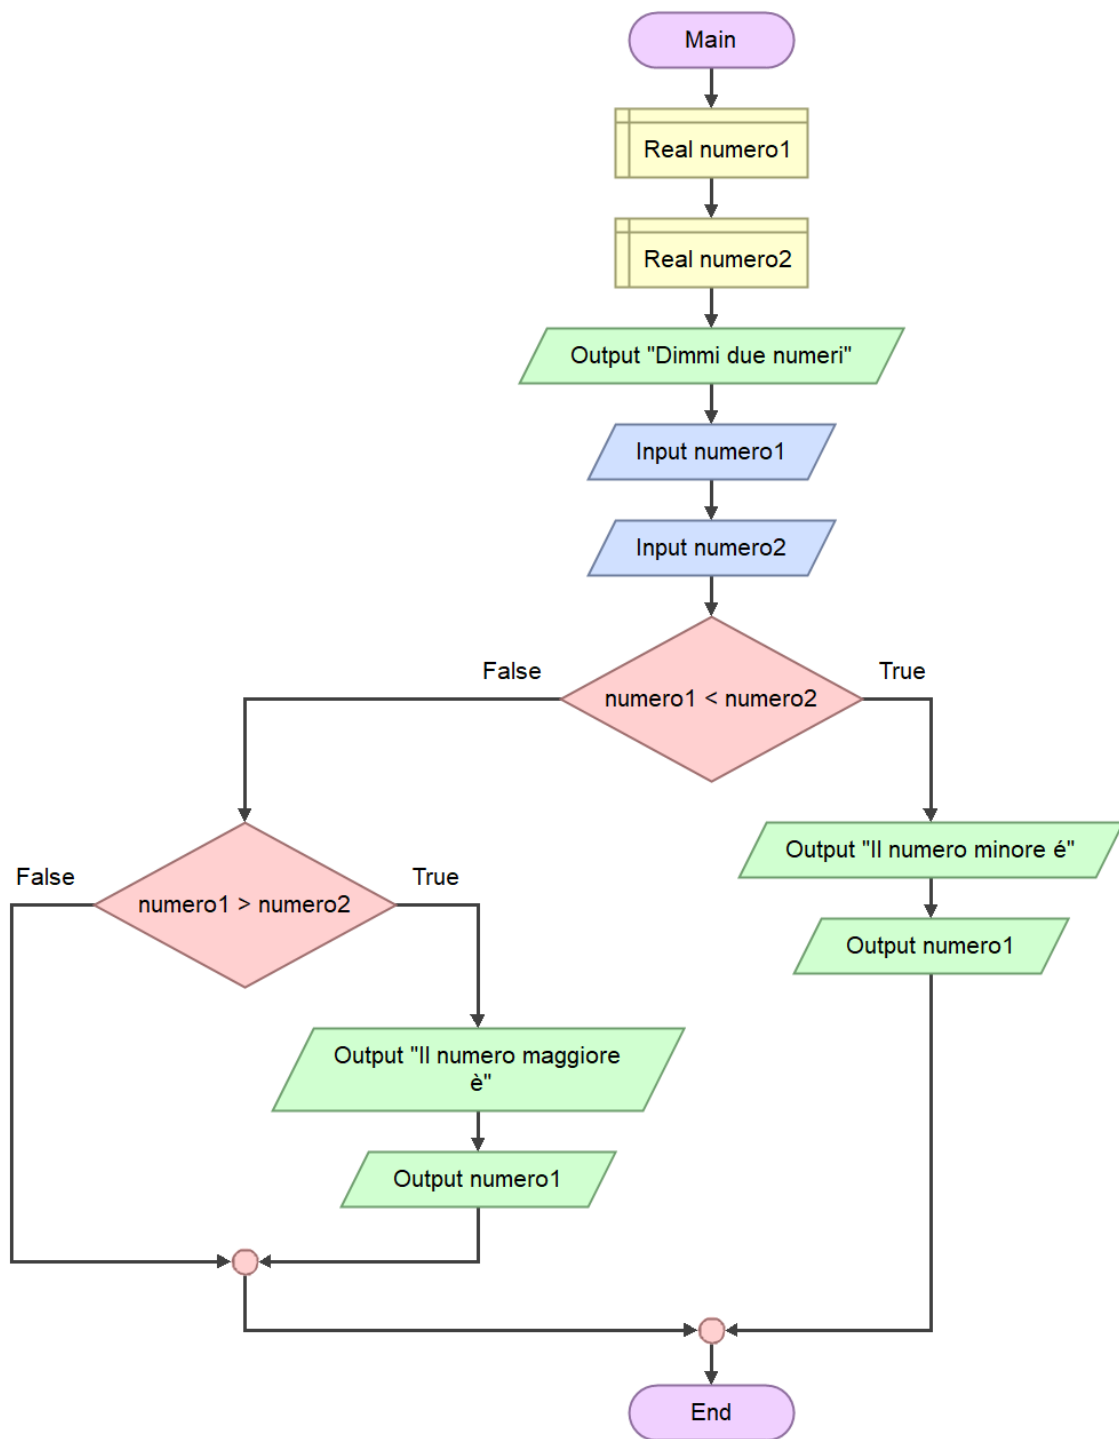 Main
Real numero1
Real numero2
Output "Dimmi due numeri"
Input numero1
Input numero2
False
True
numero1 < numero2
Output "Il numero minore é"
False
True
numero1 > numero2
Output numero1
Output "Il numero maggiore
è"
Output numero1
End